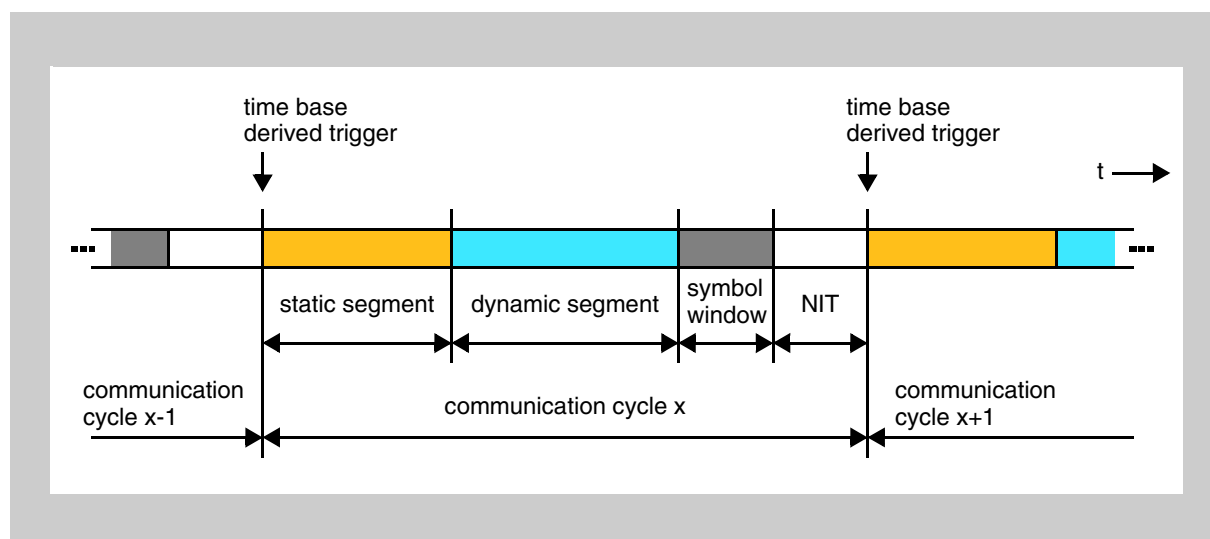 time base
derived trigger
time base
derived trigger
t
static segment
dynamic segment
symbol
window
NIT
communication
cycle x-1
communication cycle x
communication
cycle x+1